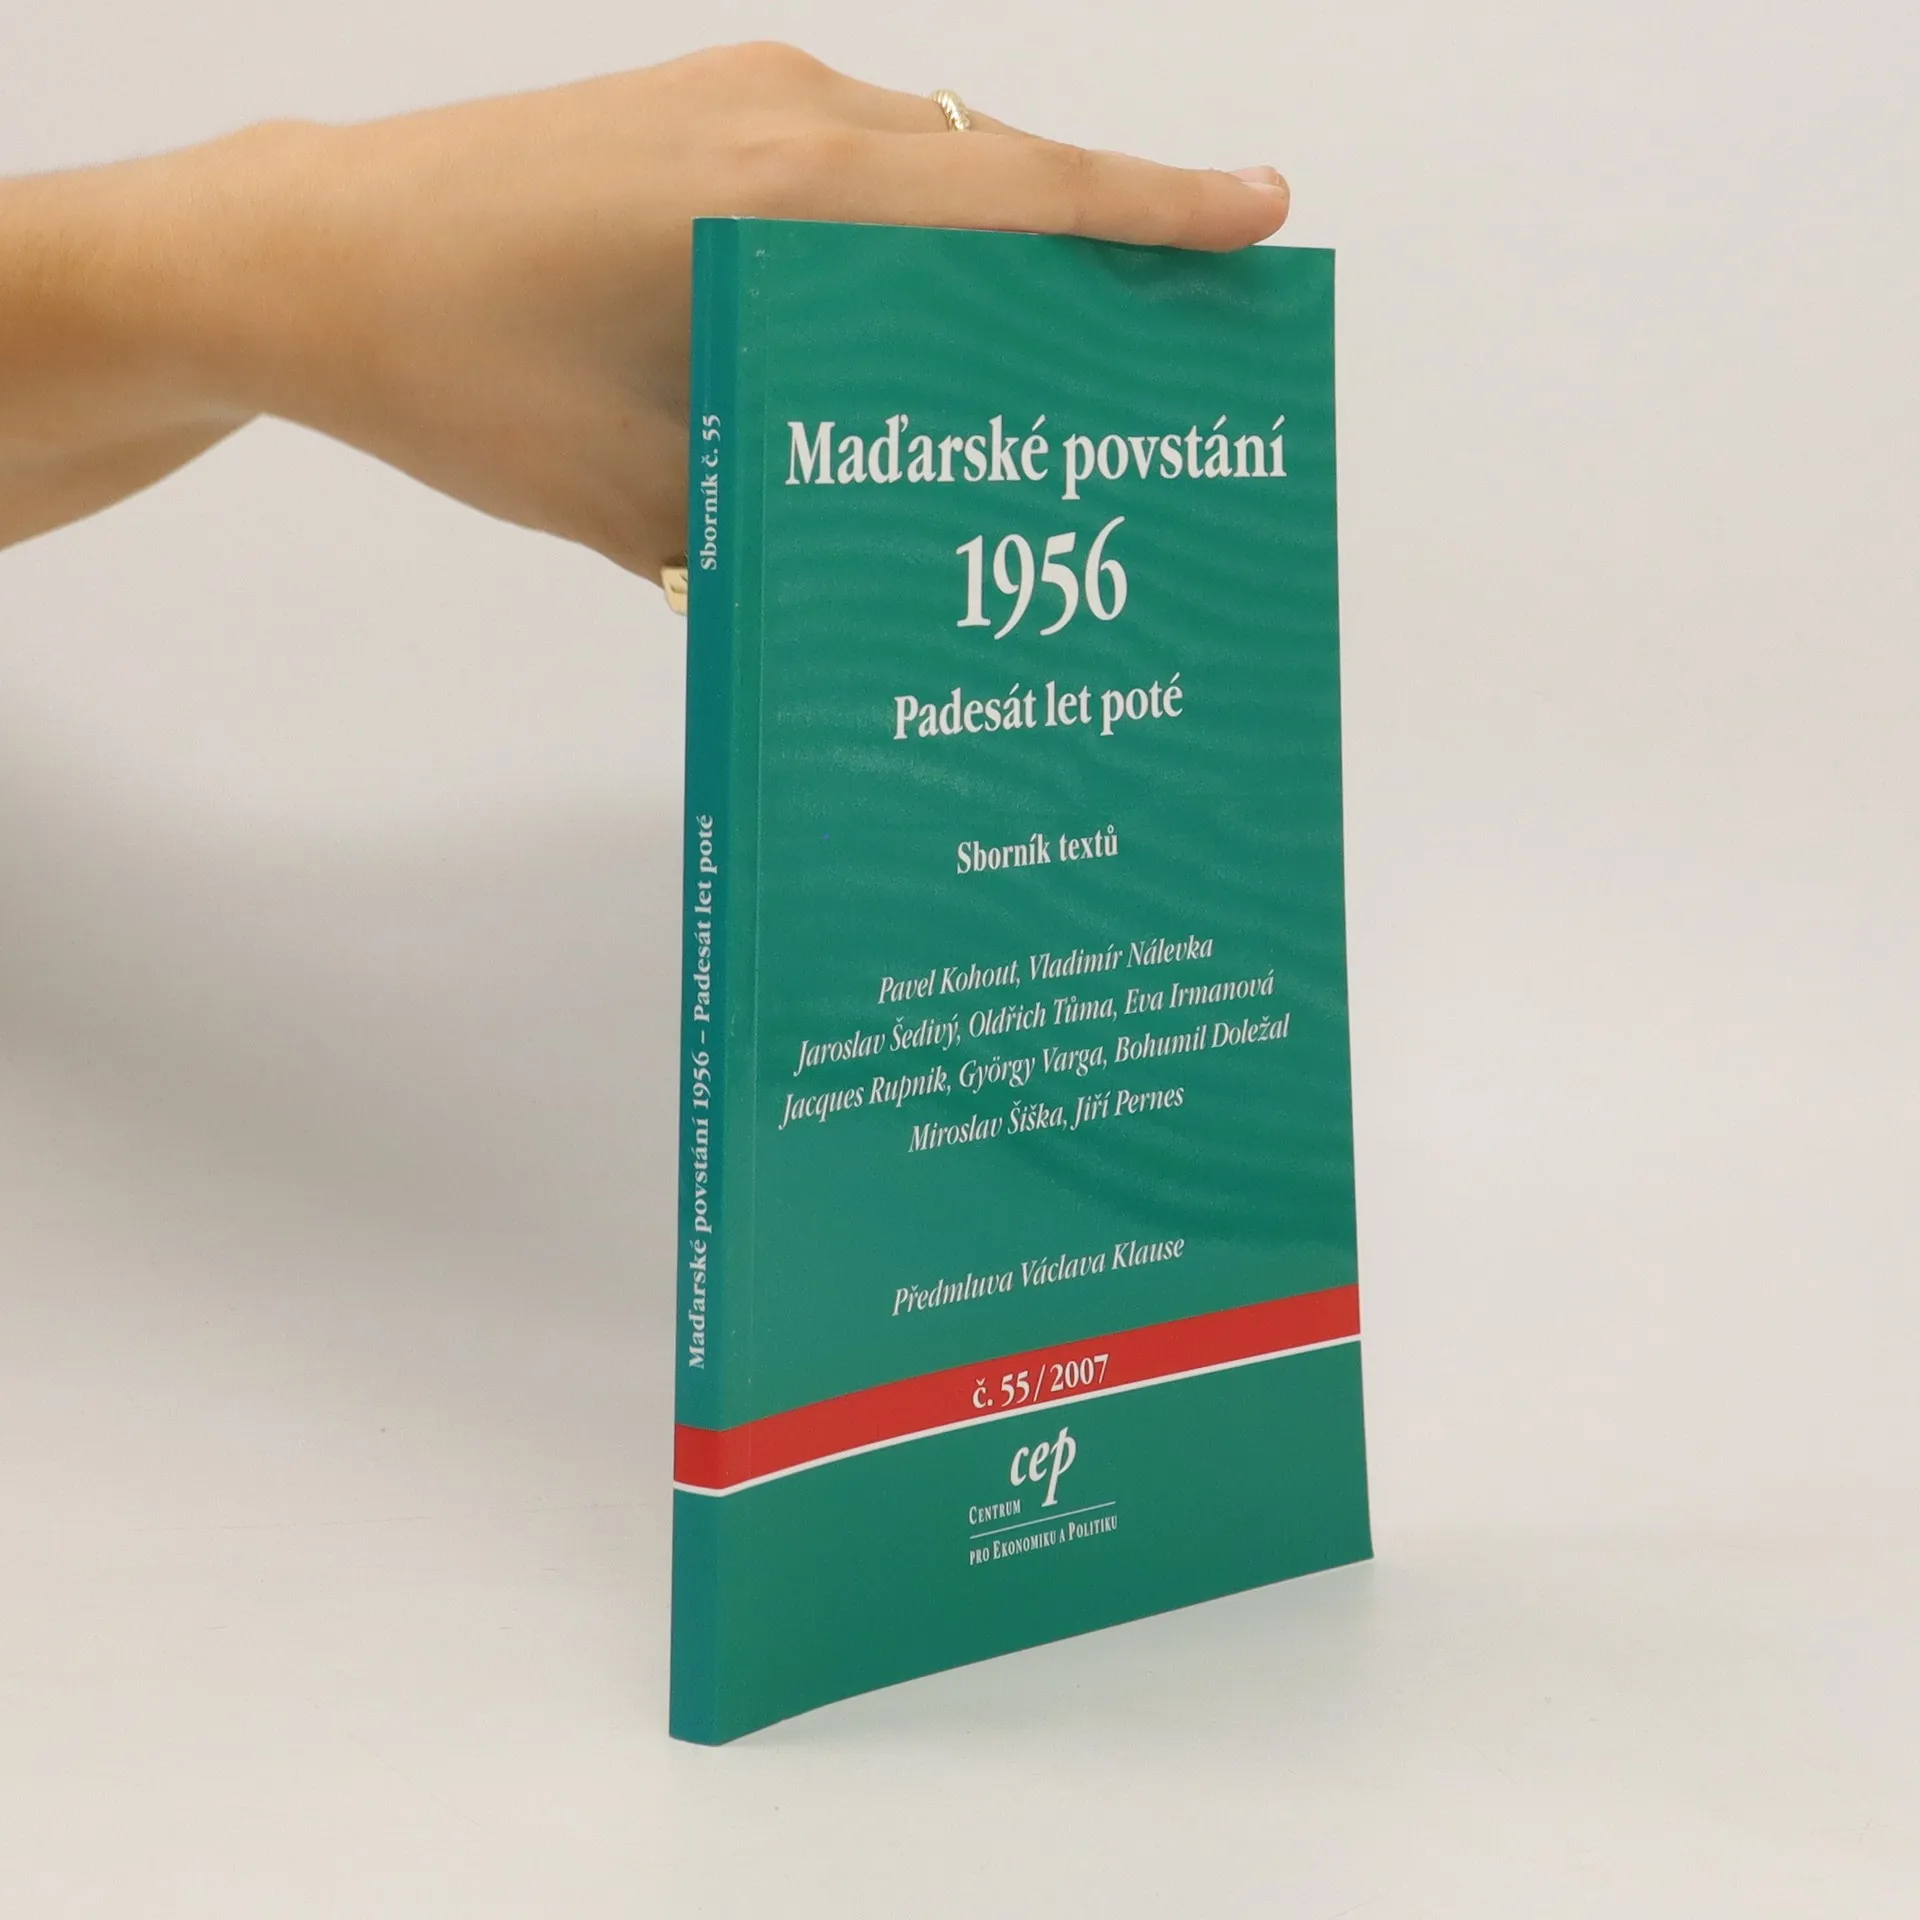 Maďarské povstání
1956
Padesát let poté
Sborník textů
Pavel Kohout, Vladimír Nálevka
Jaroslav Šedivý, Oldřich Tůma, Eva Irmanová
Jacques Rupnik, György Varga, Bohumil Doležal
Miroslav Šiška, Jiří Pernes
Předmluva Václava Klause
č. 55/2007
cep
CENTRUM
PRO EKONOMIKU A POLITIKU
Maďarské povstání 1956 – Padesát let poté
Sborník č. 55